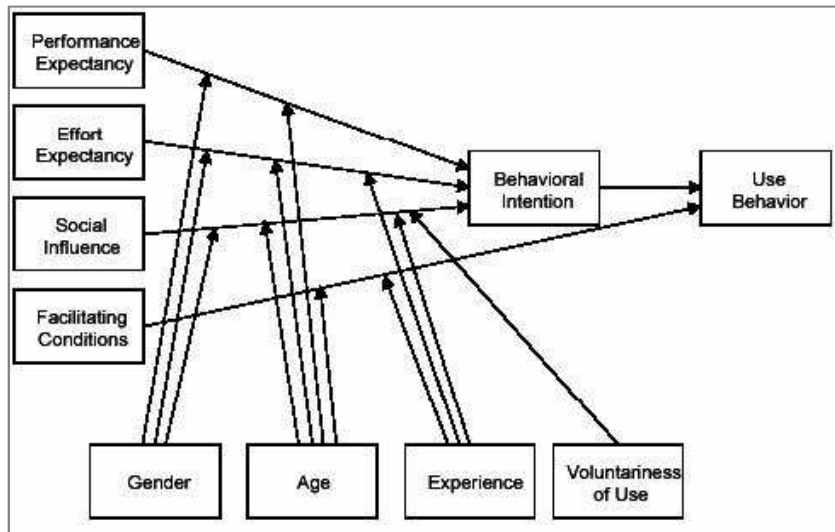 Performance
Expectancy
Effort
Expectancy
Social
Influence
Facilitating
Conditions
Behavioral
Intention
Use
Behavior
Gender
Age
Experience
Voluntariness
of Use